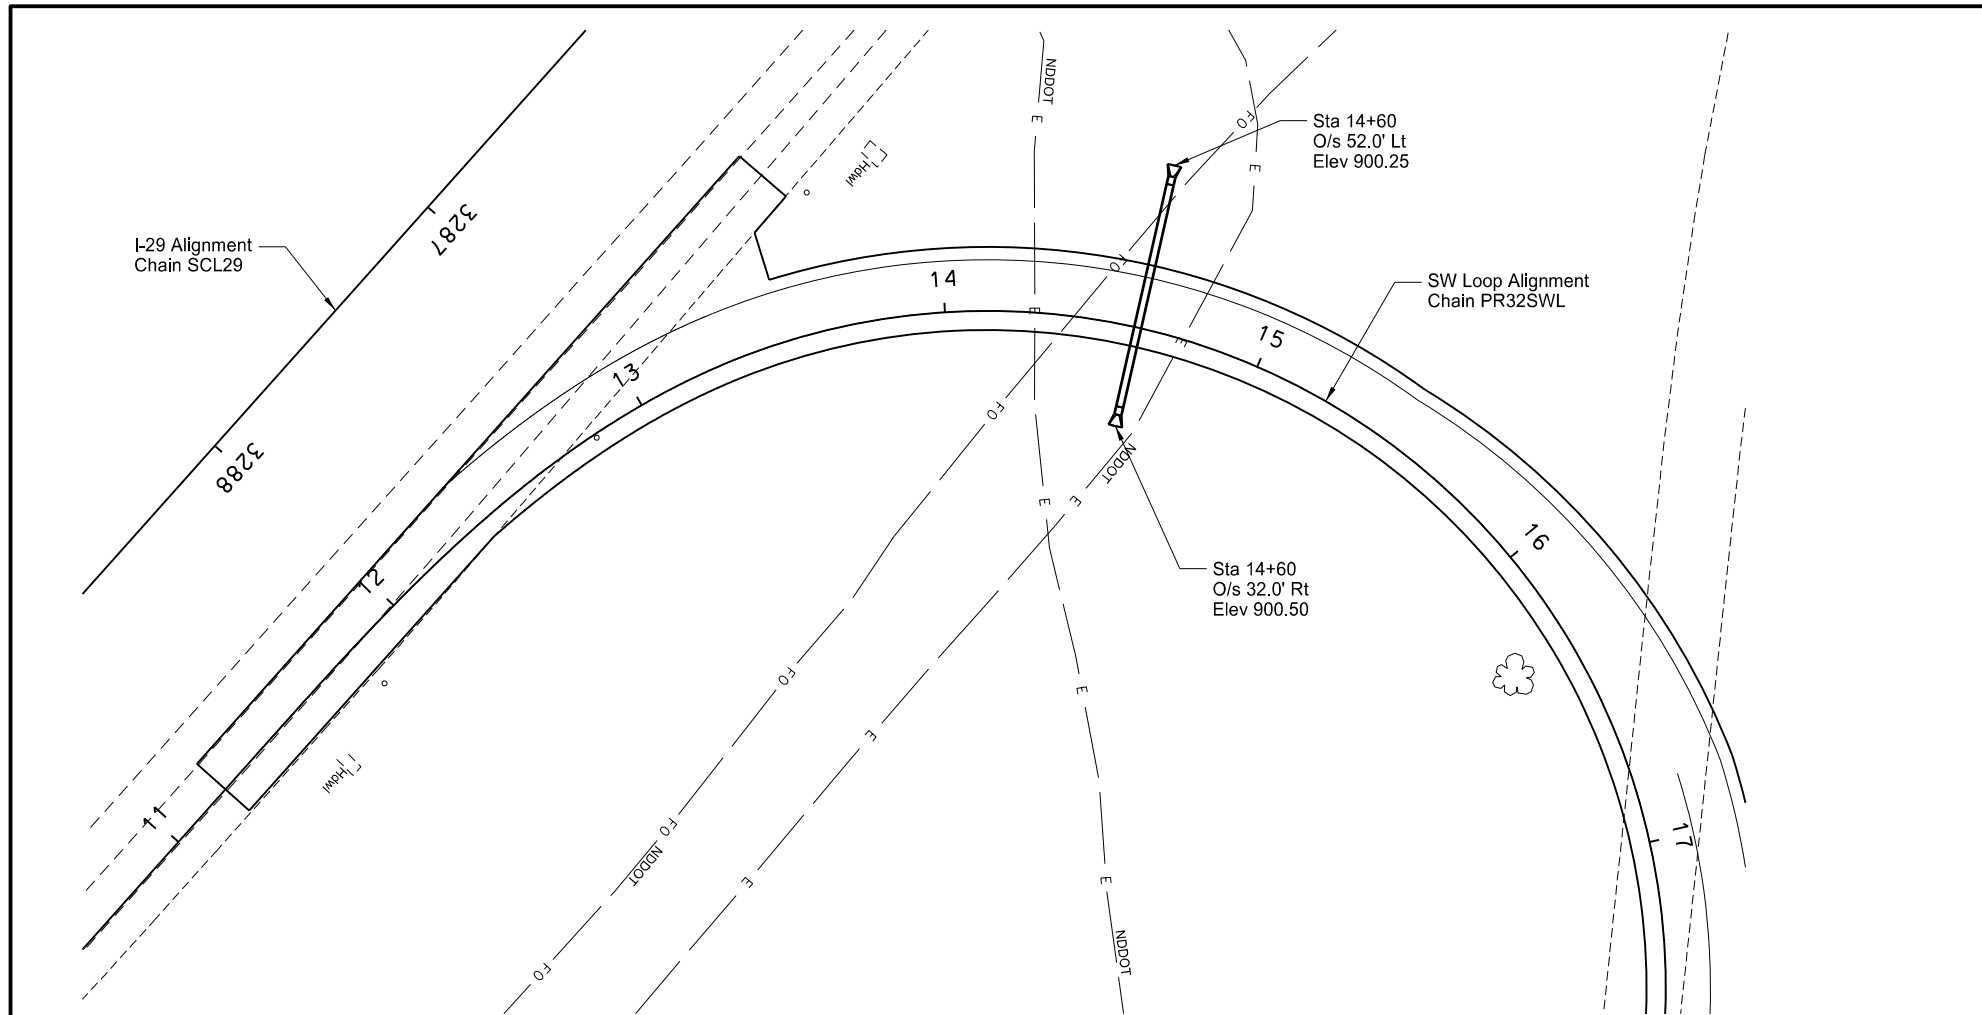 NDDOT
E
FO
Sta 14+60
O/s 52.0' Lt
Elev 900.25
Hdwl
E
3287
I-29 Alignment
Chain SCL29
FO
14
SW Loop Alignment
Chain PR32SWL
E
15
E
13
FO
3288
NDDOT
E
E
16
12
Sta 14+60
O/s 32.0' Rt
Elev 900.50
FO
E
E
Hdwl
11
FO
17
NDDOT
E
E
NDDOT
FO